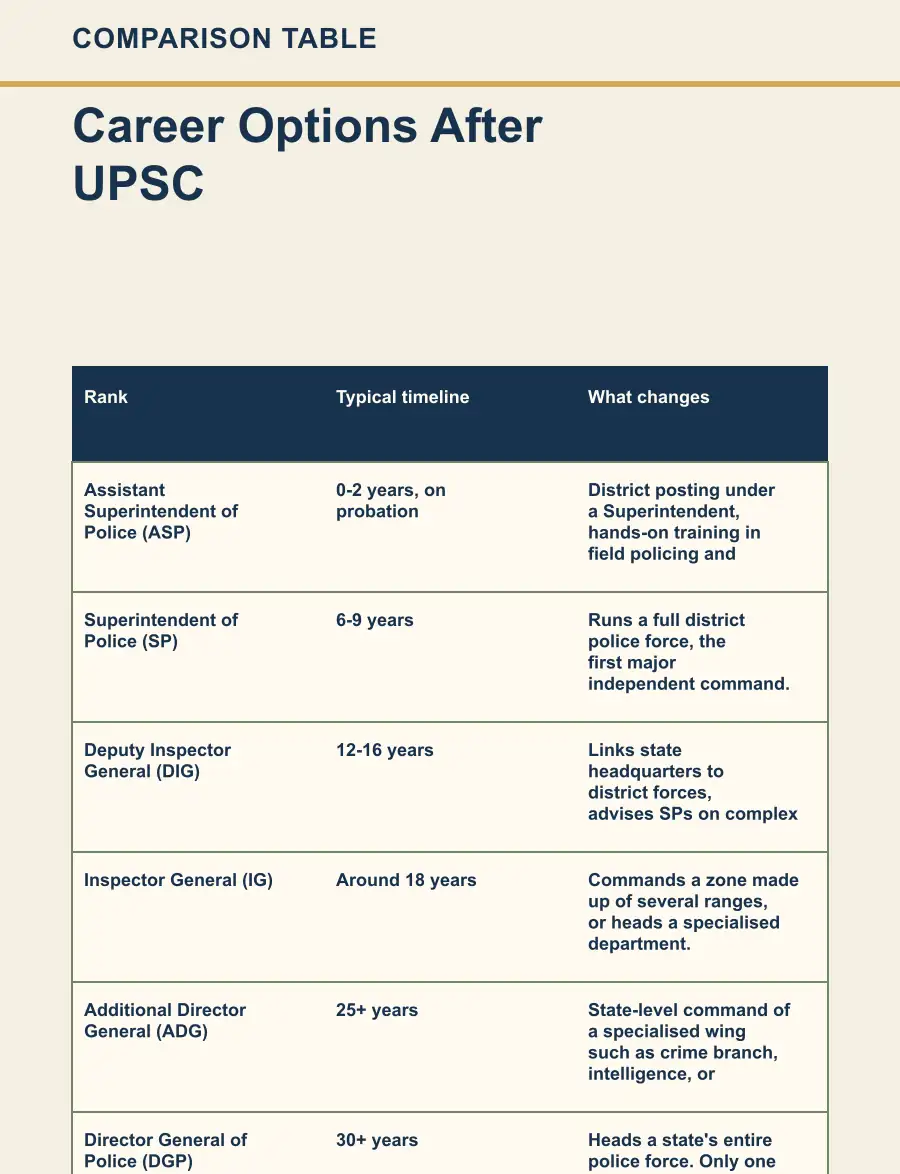 COMPARISON TABLE
Career Options After
UPSC
Rank
Typical timeline
What changes
Assistant
Superintendent of
Police (ASP)
0-2 years, on
probation
District posting under
a Superintendent,
hands-on training in
field policing and
Superintendent of
Police (SP)
6-9 years
Runs a full district
police force, the
first major
independent command.
Deputy Inspector
General (DIG)
12-16 years
Links state
headquarters to
district forces,
advises SPs on complex
Inspector General (IG)
Around 18 years
Commands a zone made
up of several ranges,
or heads a specialised
department.
Additional Director
General (ADG)
25+ years
State-level command of
a specialised wing
such as crime branch,
intelligence, or
Director General of
Police (DGP)
30+ years
Heads a state's entire
police force. Only one